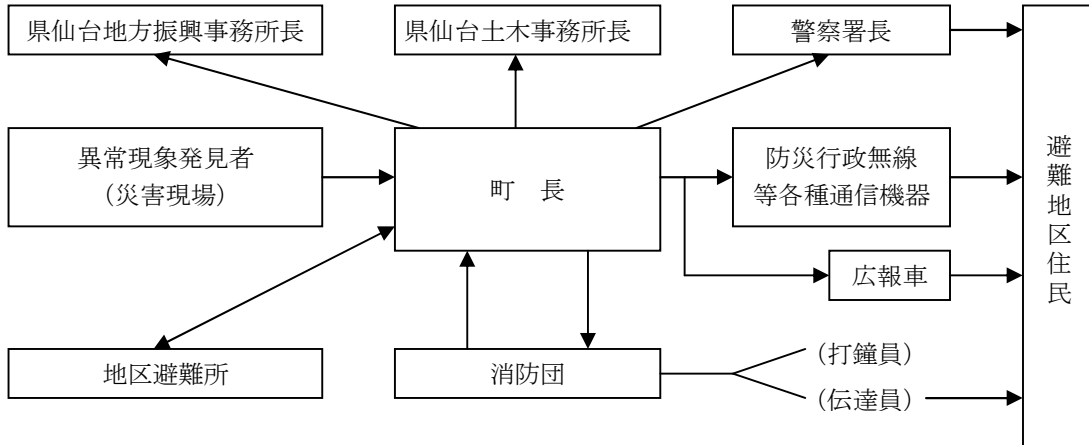 県仙台地方振興事務所長
県仙台土木事務所長
警察署長
異常現象発見者
（災害現場）
町　長
防災行政無線
等各種通信機器
避難地区住民
広報車
地区避難所
消防団
（打鐘員）
（伝達員）